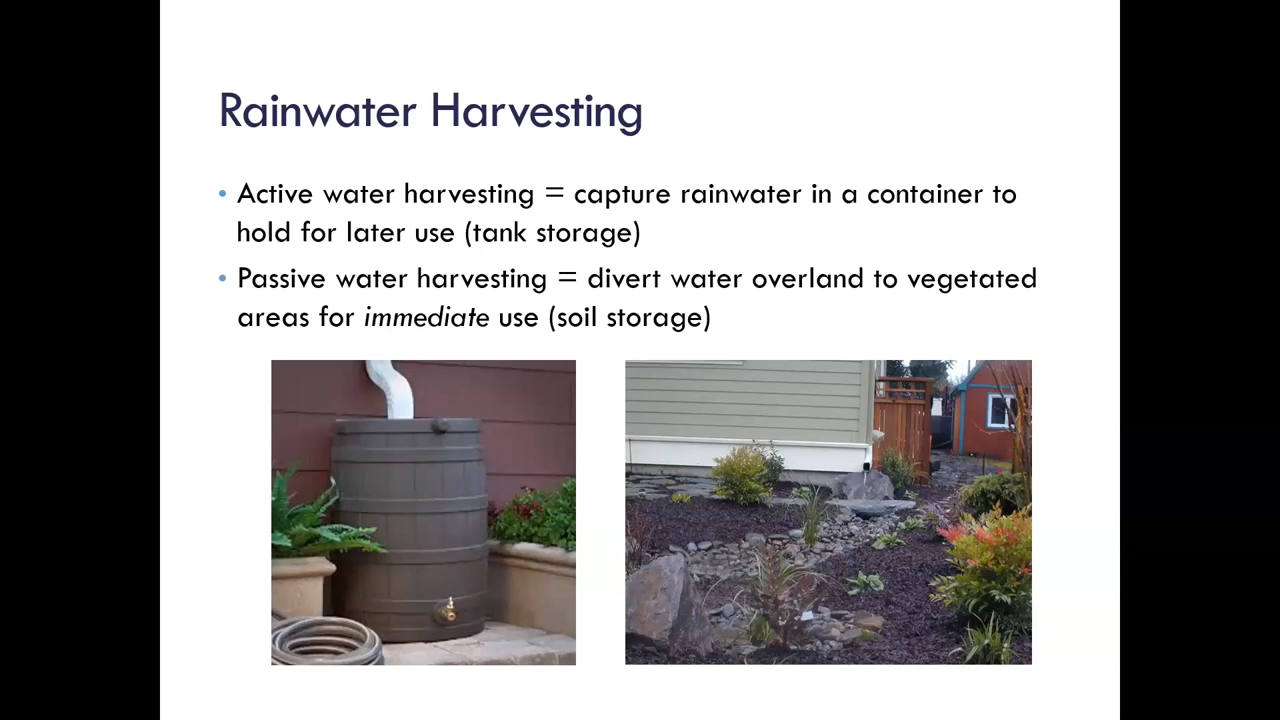 Rainwater Harvesting
• Active water harvesting = capture rainwater in a container to
hold for later use (tank storage)
• Passive water harvesting = divert water overland to vegetated
areas for immediate use (soil storage)